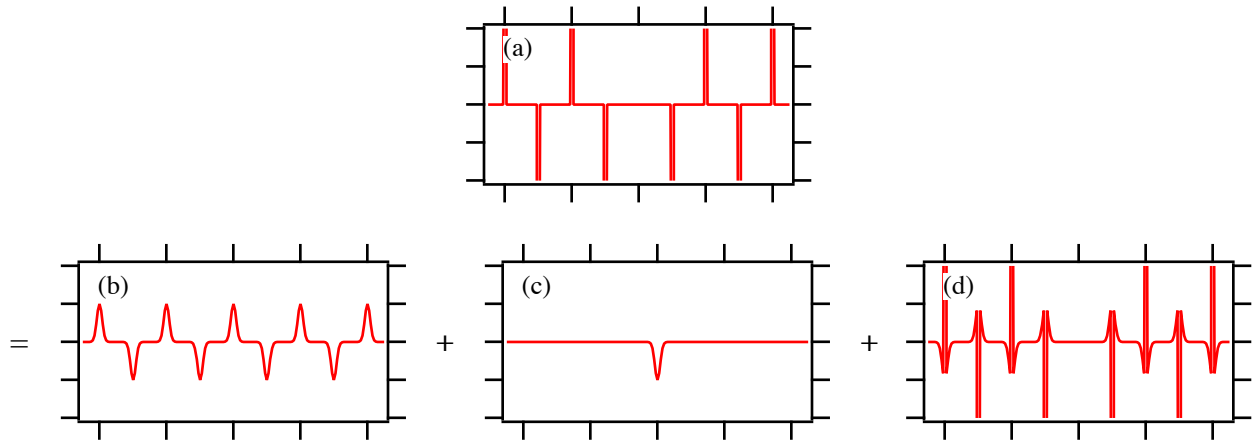 (a)
= (b) + (c) + (d)